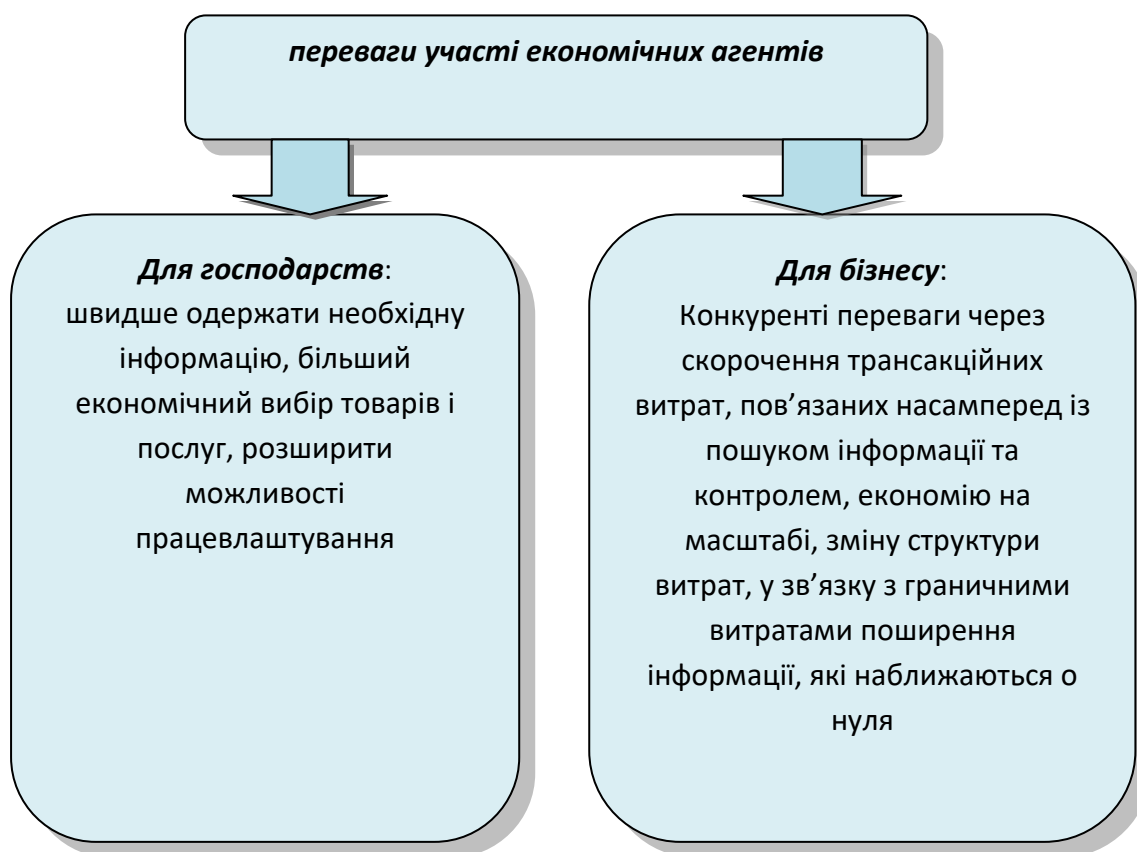 переваги участі економічних агентів
Для господарств:
швидше одержати необхідну
інформацію, більший
економічний вибір товарів і
послуг, розширити
можливості
працевлаштування
Для бізнесу:
Конкуренті переваги через
скорочення трансакційних
витрат, пов’язаних насамперед із
пошуком інформації та
контролем, економію на
масштабі, зміну структури
витрат, у зв’язку з граничними
витратами поширення
інформації, які наближаються о
нуля